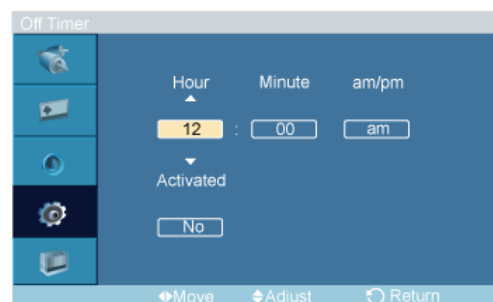 Off Timer
Hour Minute am/pm
12 : 00 am
Activated
No
Move Adjust Return